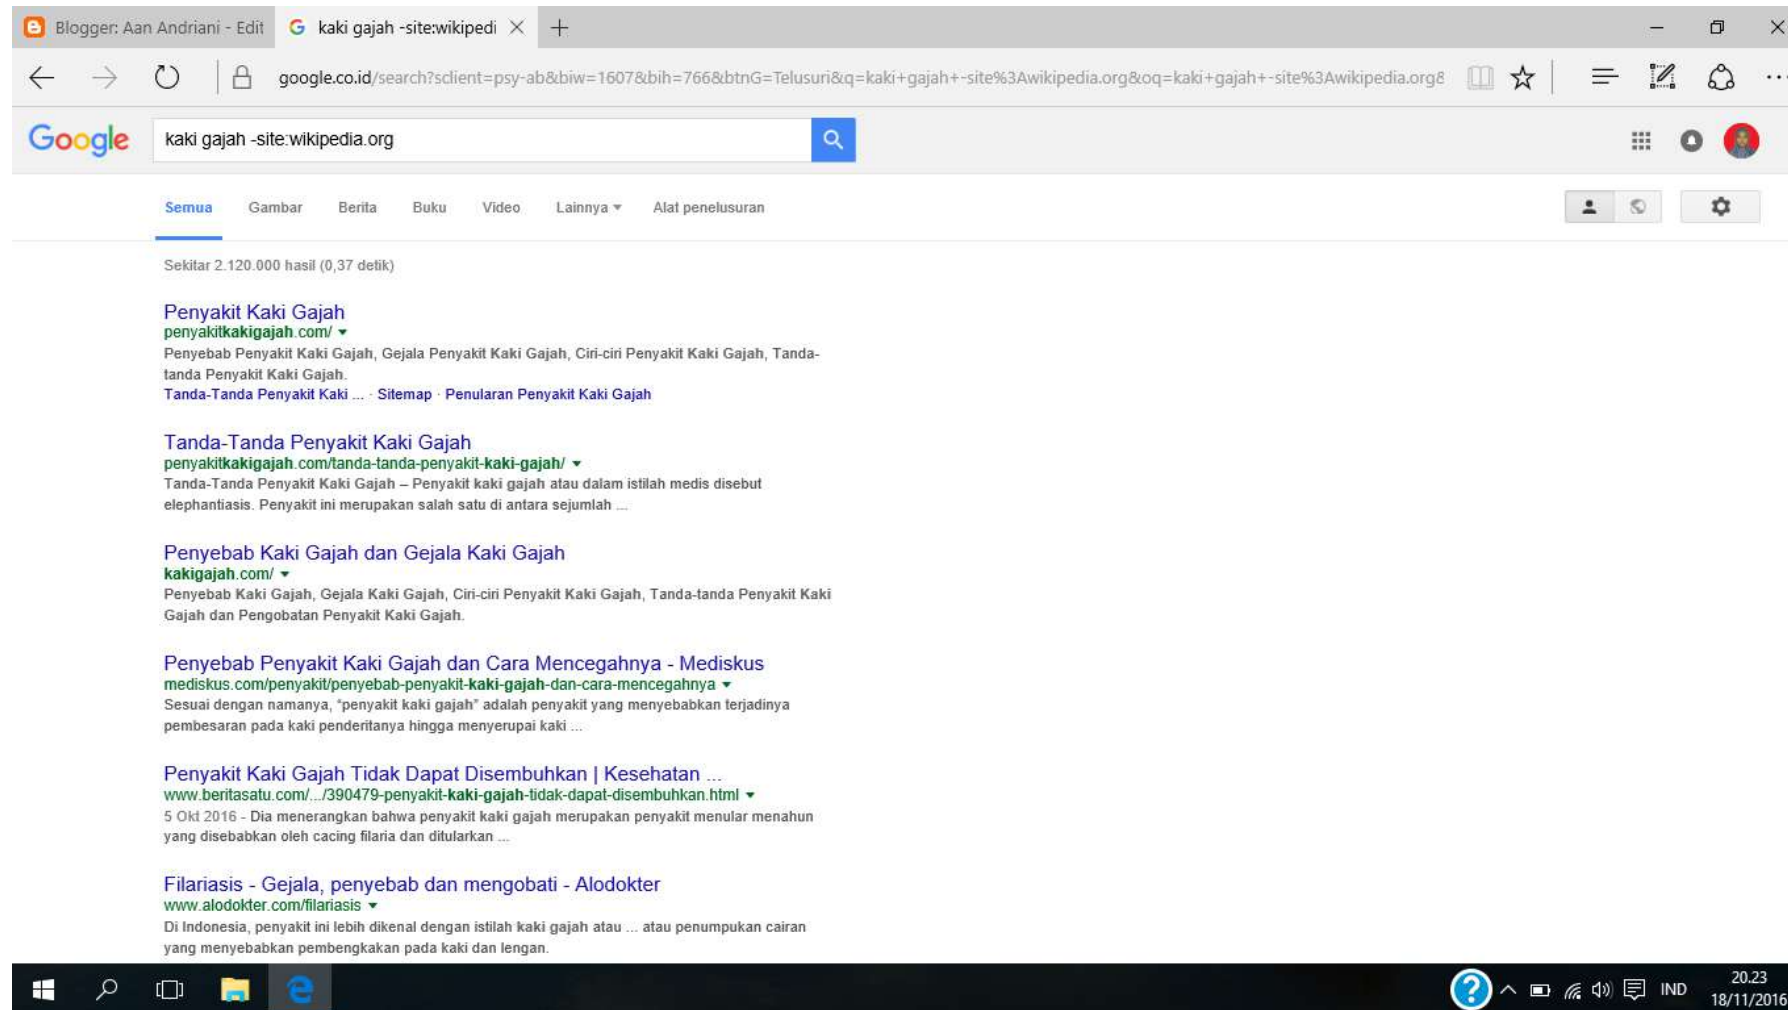 Blogger: Aan Andriani - Edit
kaki gajah -site:wikipedi
google.co.id/search?sclient=psy-ab&biw=1607&bih=766&btnG=Telusuri&q=kaki+gajah+-site%3Awikipedia.org&oq=kaki+gajah+-site%3Awikipedia.org&
Google
kaki gajah -site:wikipedia.org
Semua Gambar Berita Buku Video Lainnya Alat penelusuran
Sekitar 2.120.000 hasil (0,37 detik)
Penyakit Kaki Gajah
penyakitkakigajah.com/
Penyebab Penyakit Kaki Gajah, Gejala Penyakit Kaki Gajah, Ciri-ciri Penyakit Kaki Gajah, Tanda-
tanda Penyakit Kaki Gajah.
Tanda-Tanda Penyakit Kaki ... · Sitemap · Penularan Penyakit Kaki Gajah
Tanda-Tanda Penyakit Kaki Gajah
penyakitkakigajah.com/tanda-tanda-penyakit-kaki-gajah/
Tanda-Tanda Penyakit Kaki Gajah – Penyakit kaki gajah atau dalam istilah medis disebut
elephantiasis. Penyakit ini merupakan salah satu di antara sejumlah ...
Penyebab Kaki Gajah dan Gejala Kaki Gajah
kakigajah.com/
Penyebab Kaki Gajah, Gejala Kaki Gajah, Ciri-ciri Penyakit Kaki Gajah, Tanda-tanda Penyakit Kaki
Gajah dan Pengobatan Penyakit Kaki Gajah.
Penyebab Penyakit Kaki Gajah dan Cara Mencegahnya - Mediskus
mediskus.com/penyakit/penyebab-penyakit-kaki-gajah-dan-cara-mencegahnya
Sesuai dengan namanya, "penyakit kaki gajah" adalah penyakit yang menyebabkan terjadinya
pembesaran pada kaki penderitanya hingga menyerupai kaki ...
Penyakit Kaki Gajah Tidak Dapat Disembuhkan | Kesehatan ...
www.beritasatu.com/.../390479-penyakit-kaki-gajah-tidak-dapat-disembuhkan.html
5 Okt 2016 - Dia menerangkan bahwa penyakit kaki gajah merupakan penyakit menular menahun
yang disebabkan oleh cacing filaria dan ditularkan ...
Filariasis - Gejala, penyebab dan mengobati - Alodokter
www.alodokter.com/filariasis
Di Indonesia, penyakit ini lebih dikenal dengan istilah kaki gajah atau ... atau penumpukan cairan
yang menyebabkan pembengkakan pada kaki dan lengan.
IND
20.23
18/11/2016